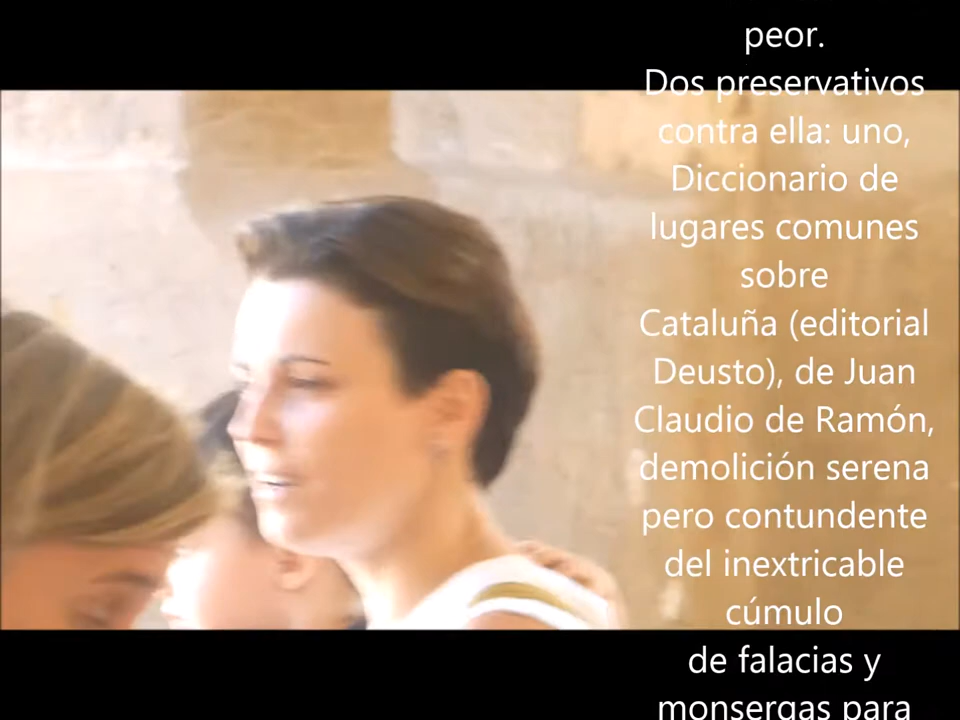 peor.
Dos preservativos
contra ella: uno,
Diccionario de
lugares comunes
sobre
Cataluña (editorial
Deusto), de Juan
Claudio de Ramón,
demolición serena
pero contundente
del inextricable
cúmulo
de falacias y
monsergas para